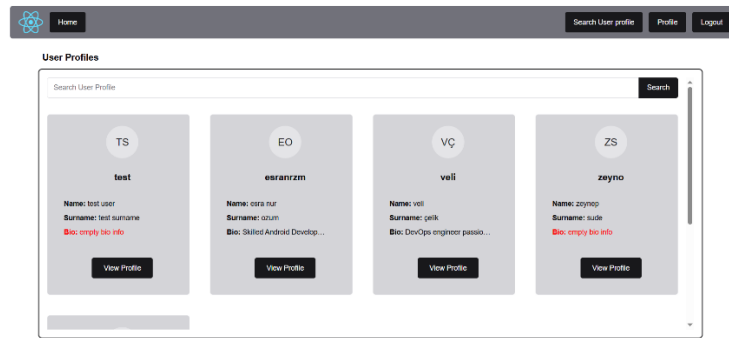 Home
Search User profile
Profile
Logout
User Profiles
Search User Profile
Search
TS
test
Name: test user
Surname: test surname
Bio: empty bio info
View Profile
EO
esranrzm
Name: esra nur
Surname: ozum
Bio: Skilled Android Develop...
View Profile
VÇ
veli
Name: veli
Surname: çelik
Bio: DevOps engineer passio...
View Profile
ZS
zeyno
Name: zeynep
Surname: sude
Bio: empty bio info
View Profile